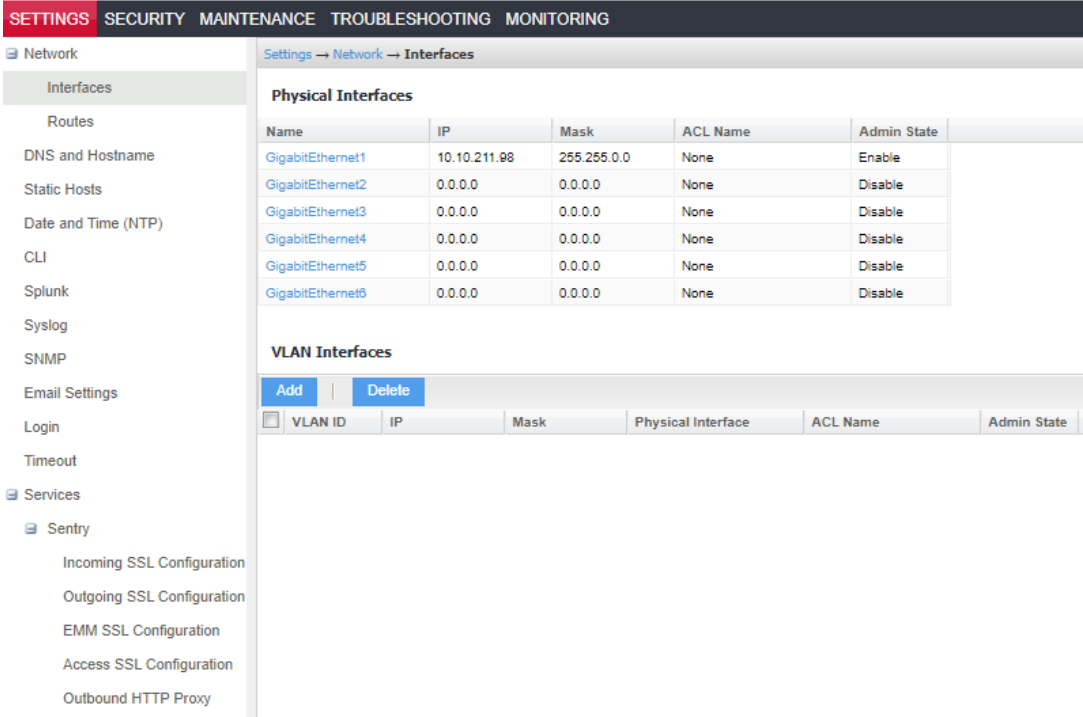 SETTINGS SECURITY MAINTENANCE TROUBLESHOOTING MONITORING
Network
Interfaces
Routes
DNS and Hostname
Static Hosts
Date and Time (NTP)
CLI
Splunk
Syslog
SNMP
Email Settings
Login
Timeout
Services
Sentry
Incoming SSL Configuration
Outgoing SSL Configuration
EMM SSL Configuration
Access SSL Configuration
Outbound HTTP Proxy
Settings → Network → Interfaces
Physical Interfaces
Name IP Mask ACL Name Admin State
GigabitEthernet1 10.10.211.98 255.255.0.0 None Enable
GigabitEthernet2 0.0.0.0 0.0.0.0 None Disable
GigabitEthernet3 0.0.0.0 0.0.0.0 None Disable
GigabitEthernet4 0.0.0.0 0.0.0.0 None Disable
GigabitEthernet5 0.0.0.0 0.0.0.0 None Disable
GigabitEthernet6 0.0.0.0 0.0.0.0 None Disable
VLAN Interfaces
Add | Delete
VLAN ID IP Mask Physical Interface ACL Name Admin State